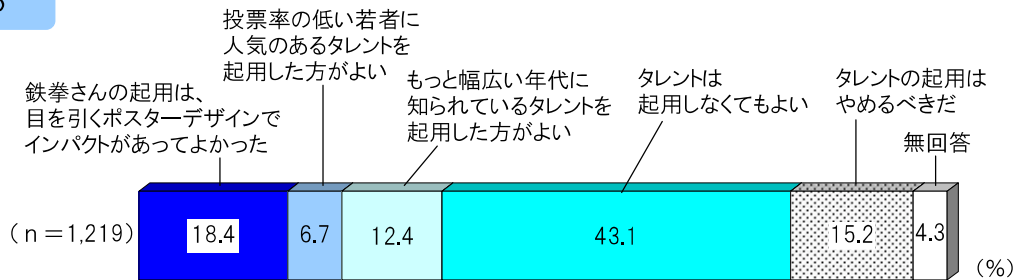 投票率の低い若者に
人気のあるタレントを
起用した方がよい
鉄拳さんの起用は、
目を引くポスターデザインで
インパクトがあってよかった
もっと幅広い年代に
知られているタレントを
起用した方がよい
タレントは
起用しなくてもよい
タレントの起用は
やめるべきだ
無回答
(n=1,219)
18.4
6.7
12.4
43.1
15.2
4.3
(%)